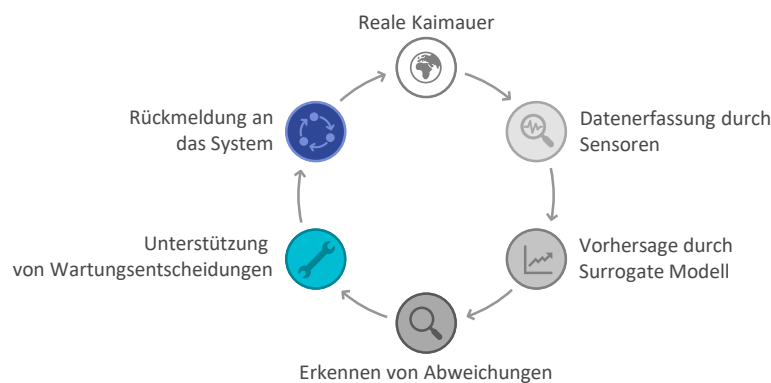 Reale Kaimauer
Datenerfassung durch
Sensoren
Vorhersage durch
Surrogate Modell
Erkennen von Abweichungen
Unterstützung
von Wartungsentscheidungen
Rückmeldung an
das System